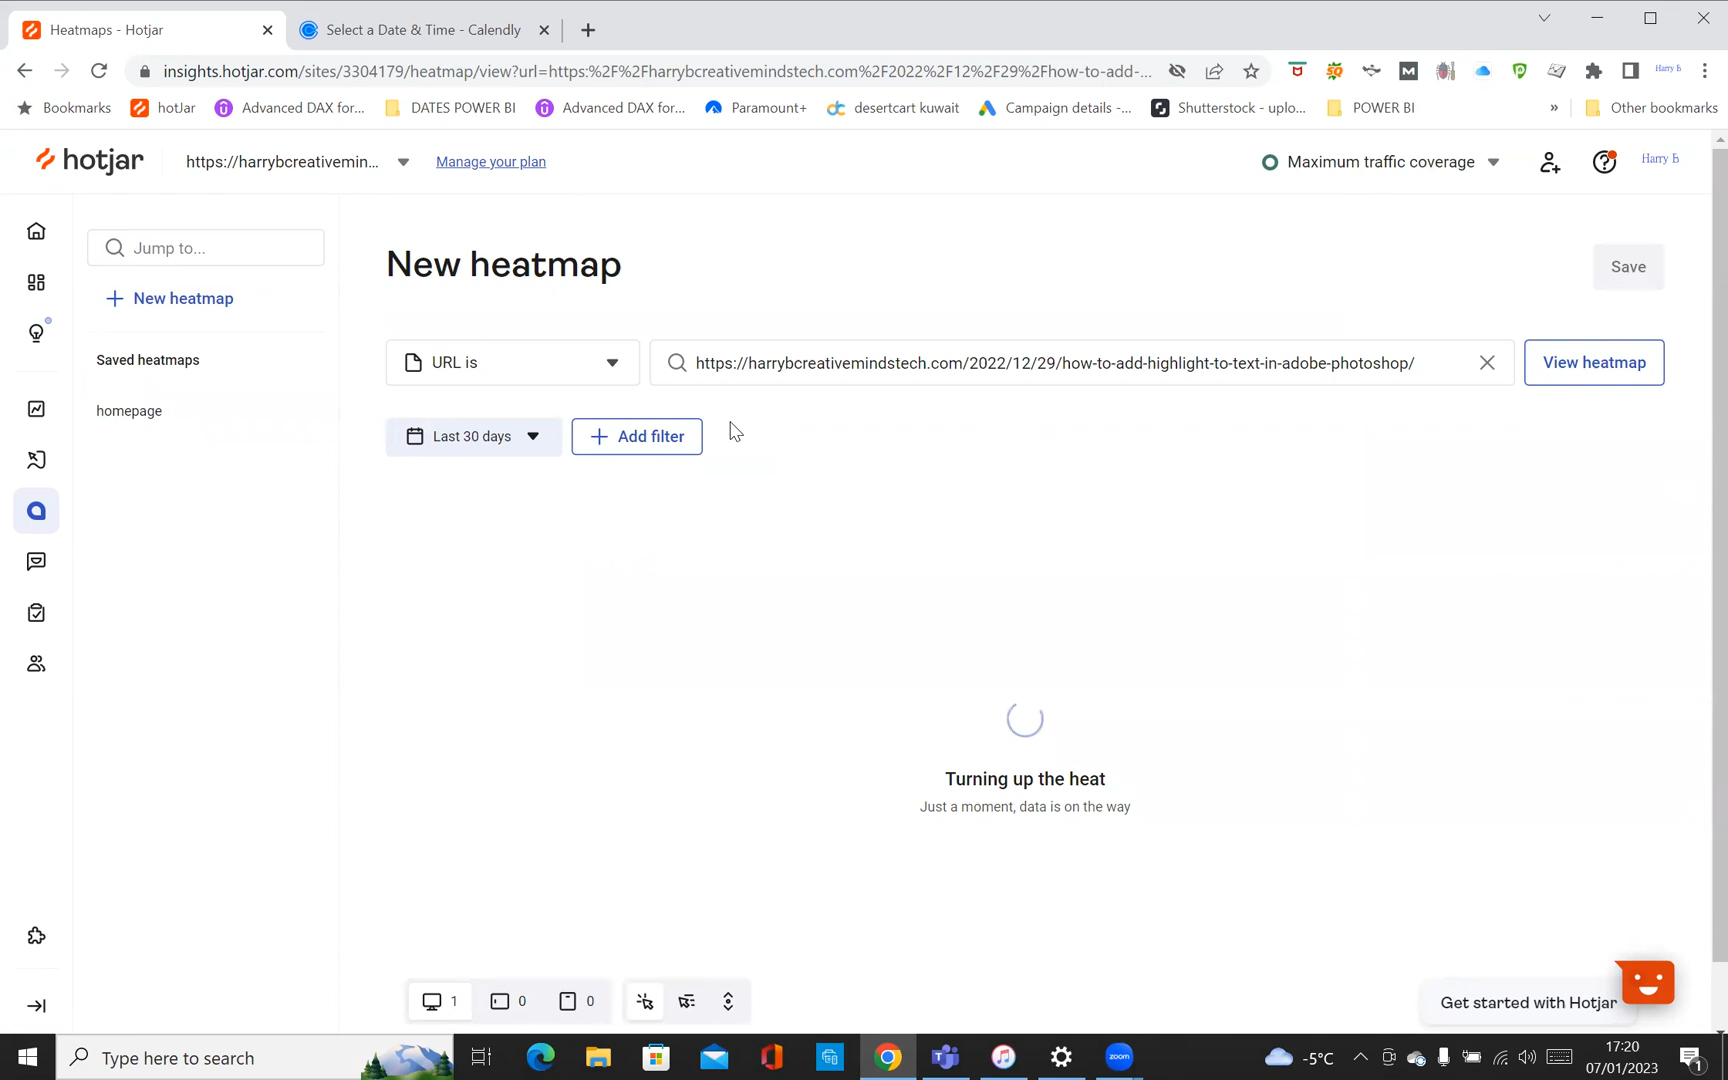 Heatmaps - Hotjar
Select a Date & Time - Calendly
insights.hotjar.com/sites/3304179/heatmap/view?url=https:%2F%2Fharrybcreativemindstech.com%2F2022%2F12%2F29%2Fhow-to-add-...
Harry B
Bookmarks
hotJar
Advanced DAX for...
DATES POWER BI
Advanced DAX for...
Paramount+
desertcart kuwait
Campaign details -...
Shutterstock - uplo...
POWER BI
»
Other bookmarks
hotjar
https://harrybcreativemin...
Manage your plan
Maximum traffic coverage
Harry B
Jump to...
New heatmap
Saved heatmaps
homepage
New heatmap
Save
URL is
https://harrybcreativemindstech.com/2022/12/29/how-to-add-highlight-to-text-in-adobe-photoshop/
View heatmap
Last 30 days
Add filter
Turning up the heat
Just a moment, data is on the way
1
0
0
Get started with Hotjar
Type here to search
zoom
-5°C
17:20
07/01/2023
1